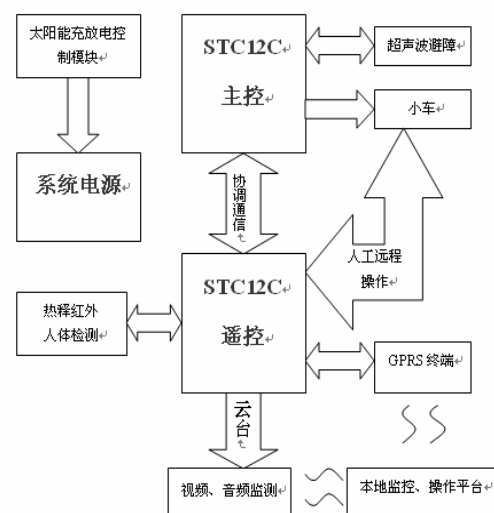 太阳能充放电控
制模块
STC12C
主控
超声波避障
小车
系统电源
协调通信
人工远程
操作
STC12C
遥控
热释红外
人体检测
GPRS 终端
云台
视频、音频监测
本地监控、操作平台